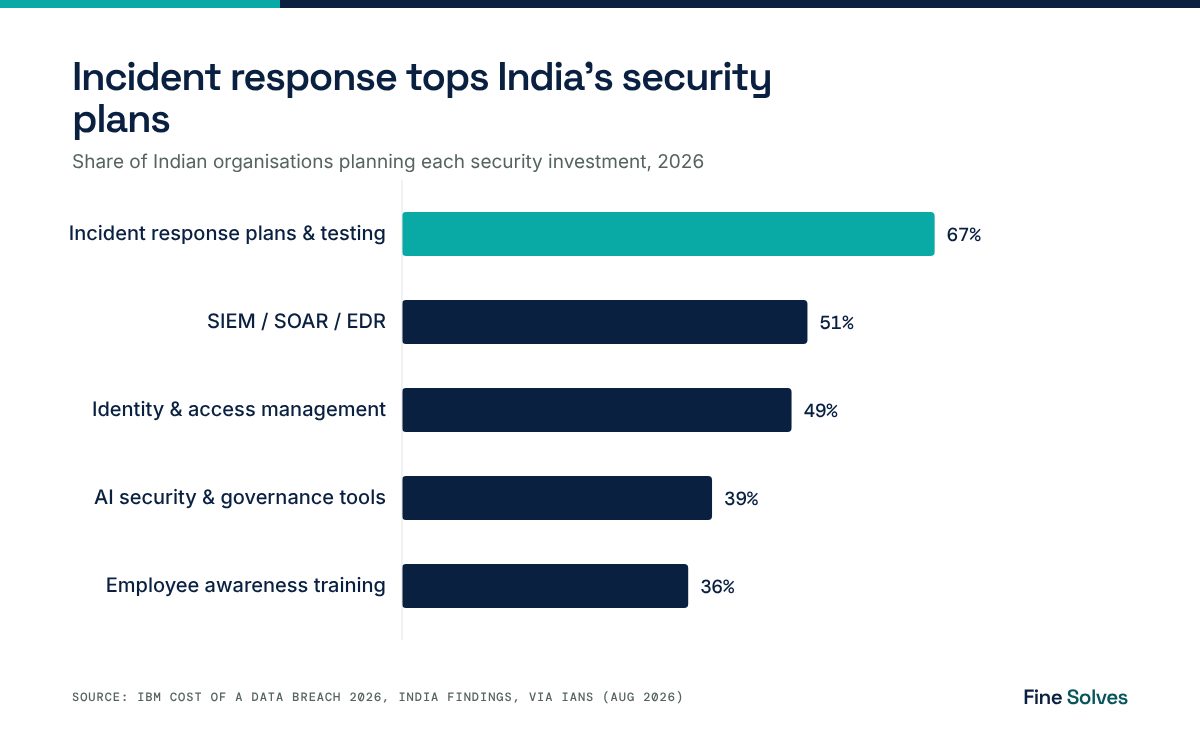 Incident response tops India’s security
plans
Share of Indian organisations planning each security investment, 2026
Incident response plans & testing 67%
SIEM / SOAR / EDR 51%
Identity & access management 49%
AI security & governance tools 39%
Employee awareness training 36%
SOURCE: IBM COST OF A DATA BREACH 2026, INDIA FINDINGS, VIA IANS (AUG 2026)
Fine Solves